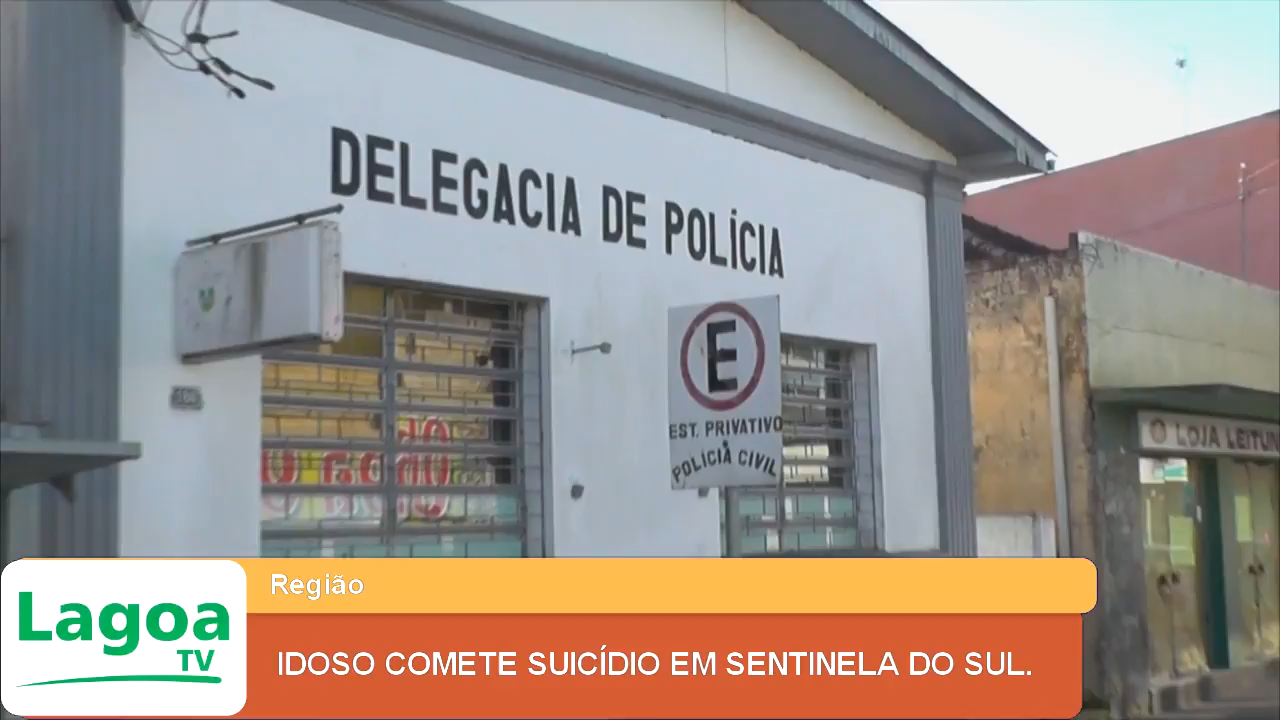 DELEGACIA DE POLÍCIA
E
EST. PRIVATIVO
À
POLÍCIA CIVIL
LOJA LEITUN
Região
Lagoa
TV
IDOSO COMETE SUICÍDIO EM SENTINELA DO SUL.